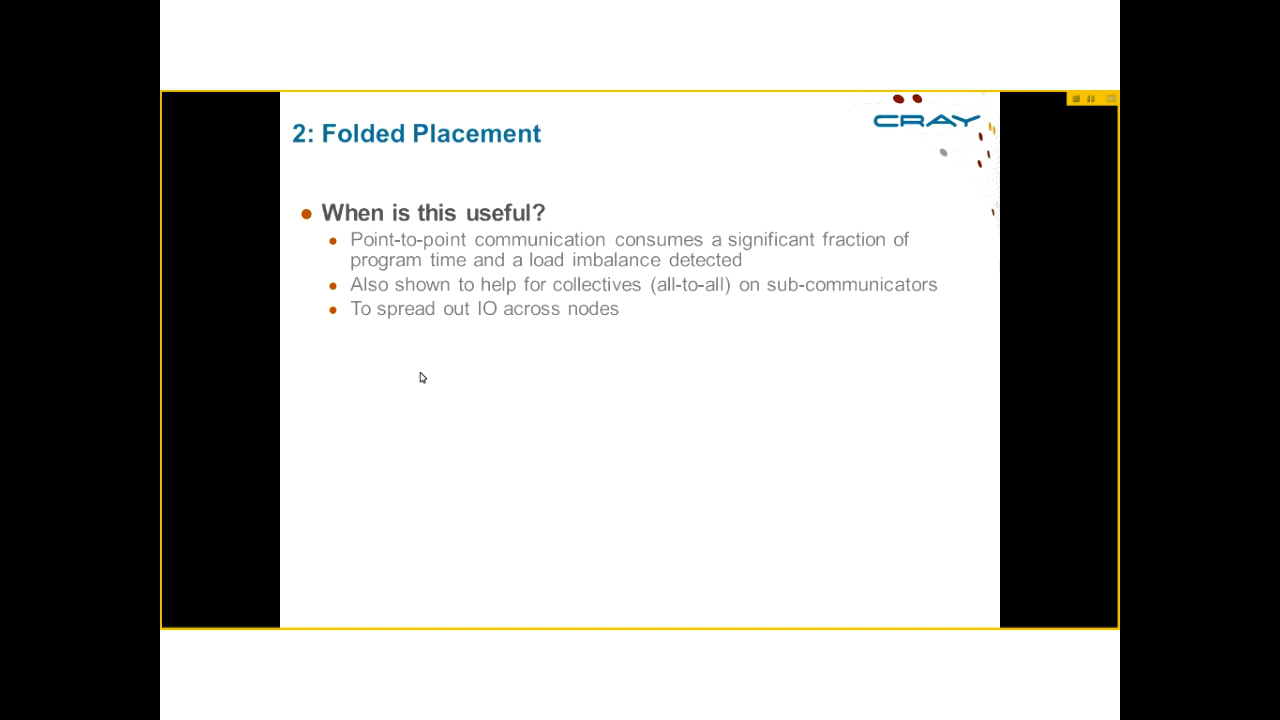 2: Folded Placement
CRAY
When is this useful?
Point-to-point communication consumes a significant fraction of
program time and a load imbalance detected
Also shown to help for collectives (all-to-all) on sub-communicators
To spread out IO across nodes